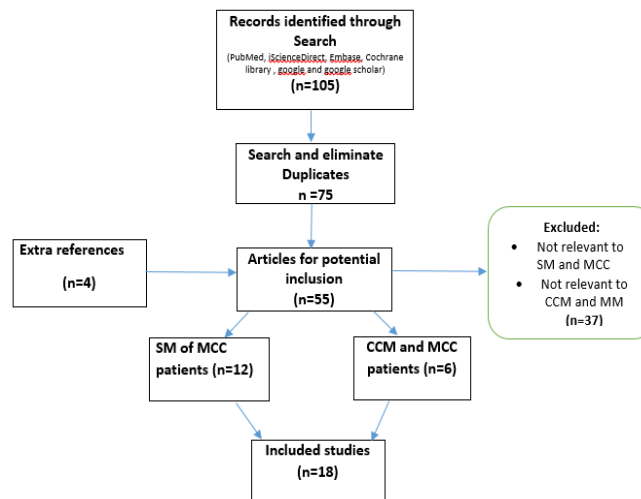 Records identified through
Search
(PubMed, iScienceDirect, Embase, Cochrane
library , google and google scholar)
(n=105)
Search and eliminate
Duplicates
n =75
Extra references
(n=4)
Articles for potential
inclusion
(n=55)
Excluded:
• Not relevant to
SM and MCC
• Not relevant to
CCM and MM
(n=37)
SM of MCC
patients (n=12)
CCM and MCC
patients (n=6)
Included studies
(n=18)